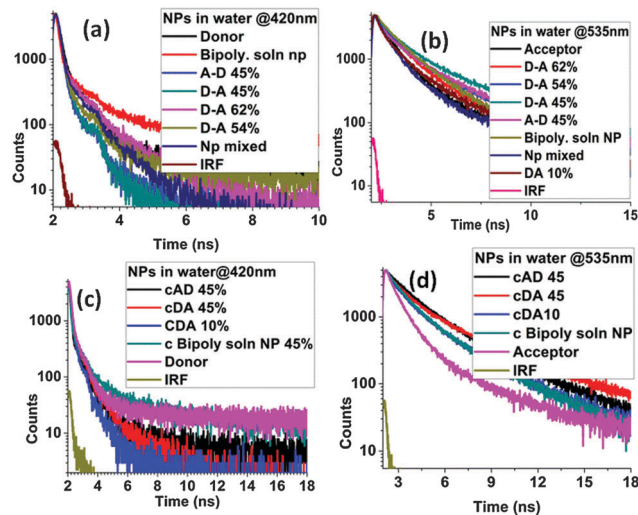 (a)
NPs in water @420nm
Donor
Bipoly. soln np
A-D 45%
D-A 45%
D-A 62%
D-A 54%
Np mixed
IRF
Counts
1000
100
10
2 4 6 8 10
Time (ns)
(b)
NPs in water @535nm
Acceptor
D-A 62%
D-A 54%
D-A 45%
A-D 45%
Bipoly. soln NP
Np mixed
DA 10%
IRF
Counts
1000
100
10
5 10 15
Time (ns)
(c)
NPs in water@420nm
cAD 45%
cDA 45%
CDA 10%
c Bipoly soln NP 45%
Donor
IRF
Counts
1000
100
10
2 4 6 8 10 12 14 16 18
Time (ns)
(d)
NPs in water @535nm
cAD 45
cDA 45
cDA10
c Bipoly soln NP
Acceptor
IRF
Counts
1000
100
10
3 6 9 12 15 18
Time (ns)